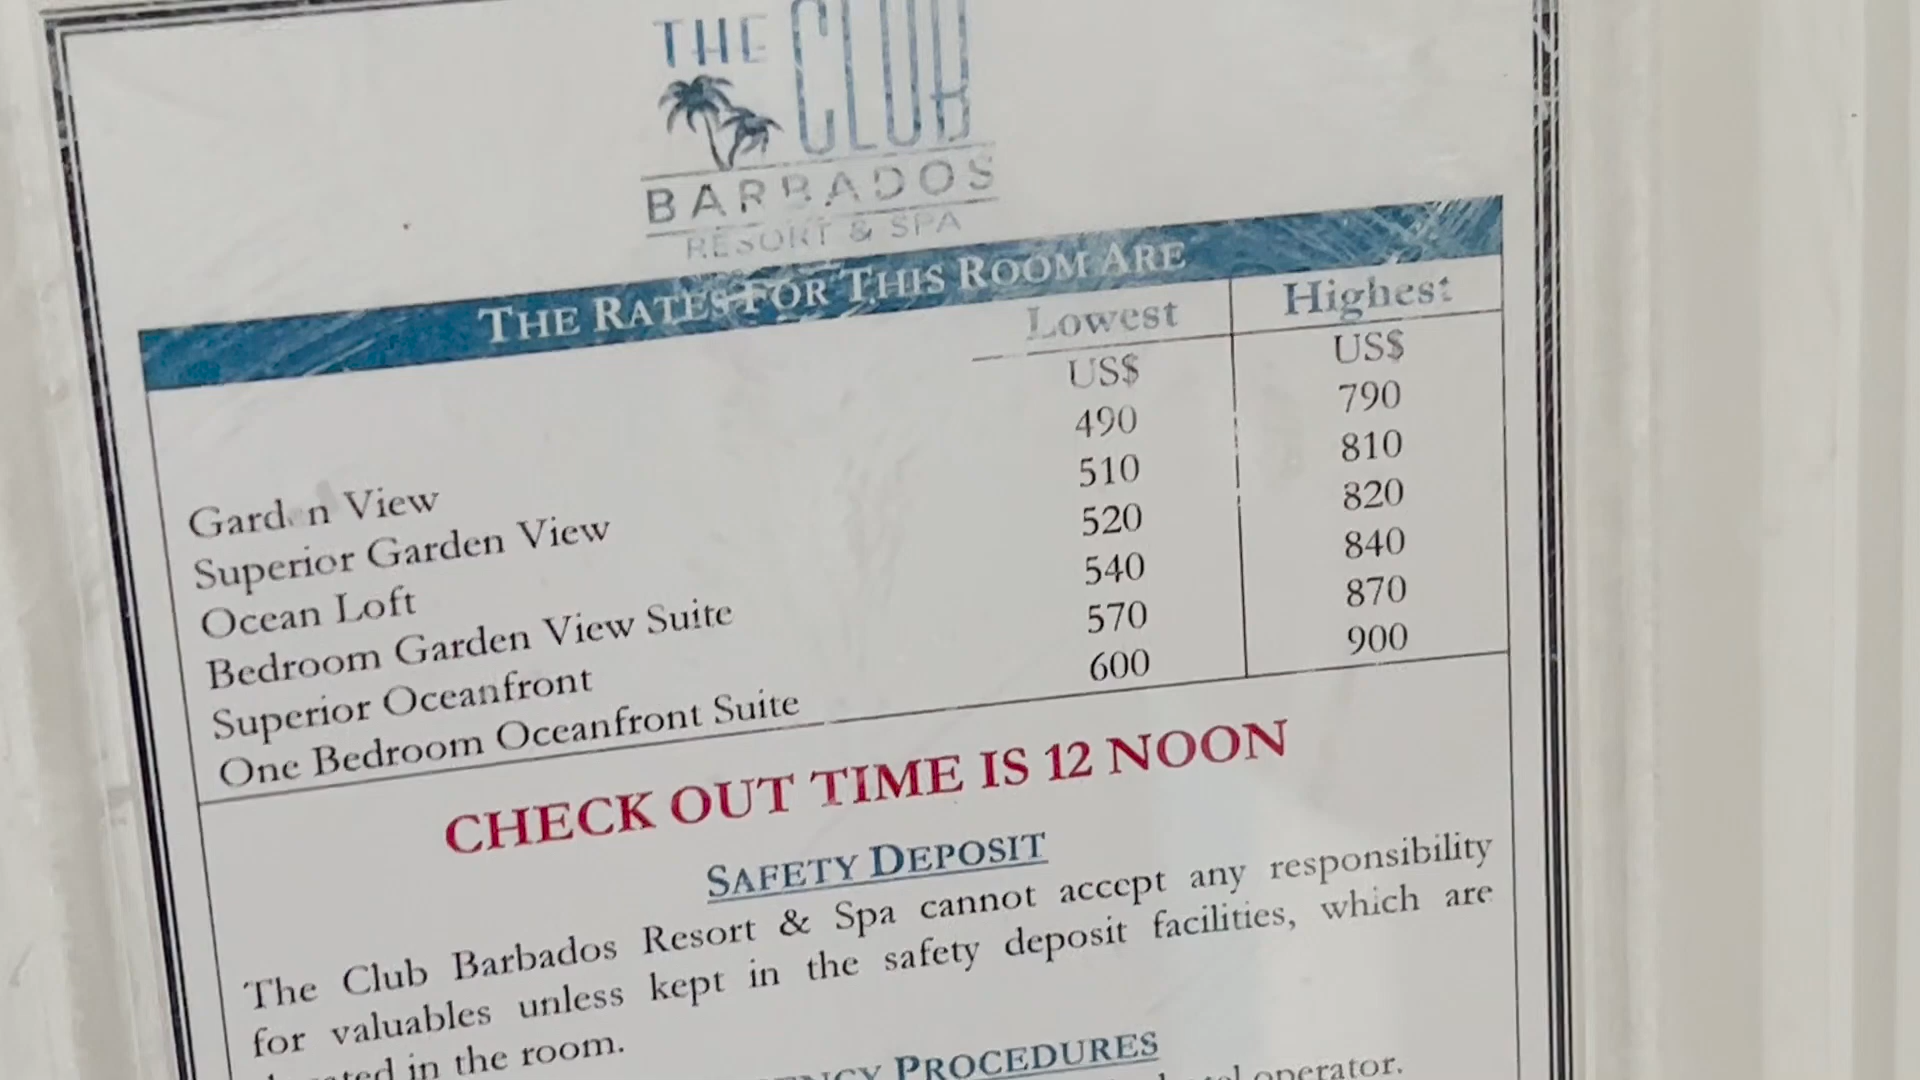 THE CLUB
BARBADOS
RESORT & SPA
THE RATES FOR THIS ROOM ARE
Lowest Highest
US$ US$
Garden View 490 790
Superior Garden View 510 810
Ocean Loft 520 820
Bedroom Garden View Suite 540 840
Superior Oceanfront 570 870
One Bedroom Oceanfront Suite 600 900
CHECK OUT TIME IS 12 NOON
SAFETY DEPOSIT
The Club Barbados Resort & Spa cannot accept any responsibility
for valuables unless kept in the safety deposit facilities, which are
in the room.
PROCEDURES
operator.